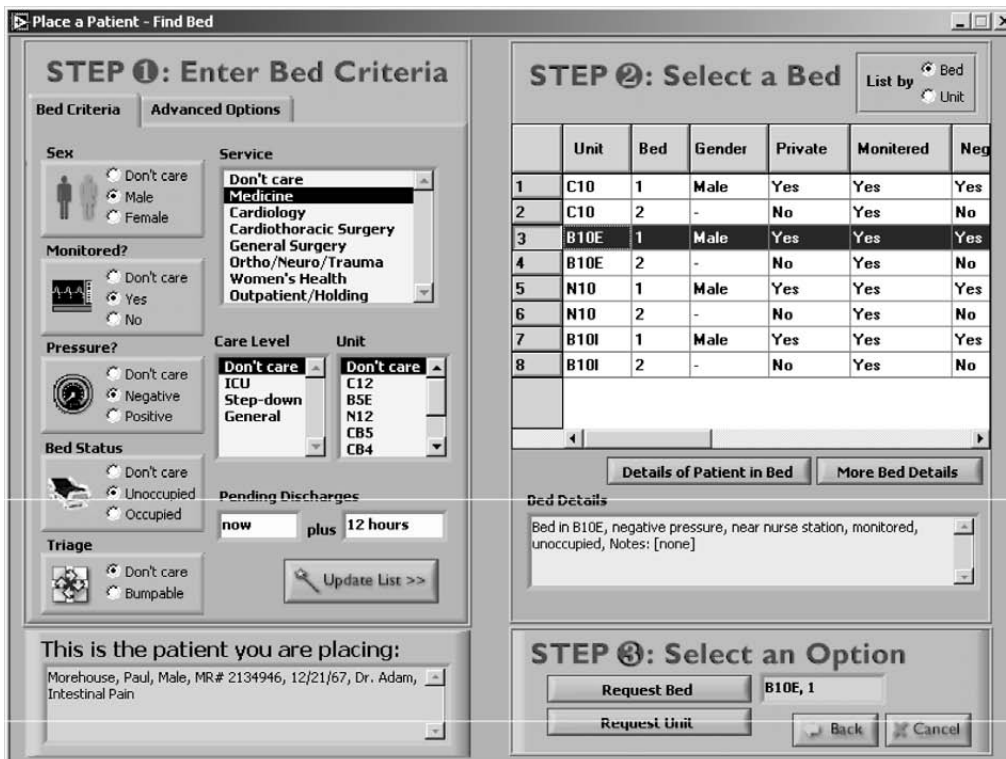 Place a Patient - Find Bed
STEP 1: Enter Bed Criteria
Bed Criteria
Advanced Options
Sex
Don't care
Male
Female
Monitored?
Don't care
Yes
No
Pressure?
Don't care
Negative
Positive
Bed Status
Don't care
Unoccupied
Occupied
Triage
Don't care
Bumpable
Service
Don't care
Medicine
Cardiology
Cardiothoracic Surgery
General Surgery
Ortho/Neuro/Trauma
Women's Health
Outpatient/Holding
Care Level
Don't care
ICU
Step-down
General
Unit
Don't care
C12
B5E
N12
CB5
CB4
Pending Discharges
now plus 12 hours
Update List >>
This is the patient you are placing:
Morehouse, Paul, Male, MR# 2134946, 12/21/67, Dr. Adam,
Intestinal Pain
STEP 2: Select a Bed
List by
Bed
Unit
Unit Bed Gender Private Monitered Neg
1 C10 1 Male Yes Yes Yes
2 C10 2 - No Yes No
3 B10E 1 Male Yes Yes Yes
4 B10E 2 - No Yes No
5 N10 1 Male Yes Yes Yes
6 N10 2 - No Yes No
7 B10I 1 Male Yes Yes Yes
8 B10I 2 - No Yes No
Details of Patient in Bed
More Bed Details
Bed Details
Bed in B10E, negative pressure, near nurse station, monitored,
unoccupied, Notes: [none]
STEP 3: Select an Option
Request Bed
B10E, 1
Request Unit
Back
Cancel